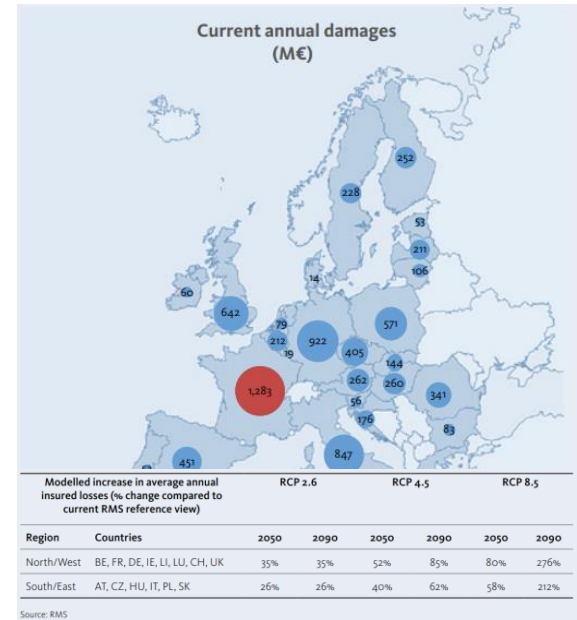 Current annual damages
(M€)
252
228
53
211
106
14
60
642
79
571
212
922
19
405
144
1,283
262
260
341
56
176
83
451
847
Modelled increase in average annual
insured losses (% change compared to
current RMS reference view)
RCP 2.6 RCP 4.5 RCP 8.5
Region Countries 2050 2090 2050 2090 2050 2090
North/West BE, FR, DE, IE, LI, LU, CH, UK 35% 35% 52% 85% 80% 276%
South/East AT, CZ, HU, IT, PL, SK 26% 26% 40% 62% 58% 212%
Source: RMS